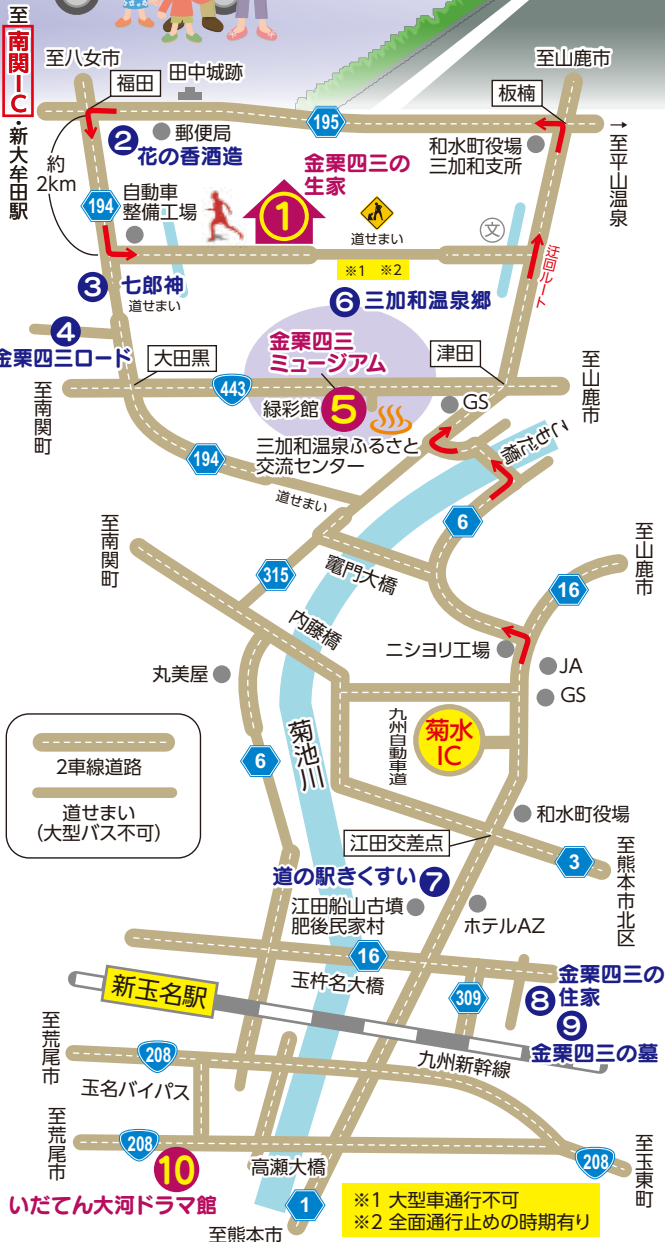 至
南関IC
・新大牟田駅
至八女市
福田
田中城跡
至山鹿市
板楠
195
→至平山温泉
② 郵便局
花の香酒造
金栗四三の
生家
①
和水町役場
三加和支所
約
2km
194
自動車
整備工場
道せまい
※1 ※2
文
迂回ルート
③ 七郎神
道せまい
⑥ 三加和温泉郷
④
金栗四三ロード
大田黒
金栗四三
ミュージアム
津田
至山鹿市
至南関町
443
緑彩館
⑤
GS
三加和温泉ふるさと
交流センター
こもだ橋
194
道せまい
6
至南関町
至山鹿市
315
竃門大橋
16
内藤橋
ニシヨリ工場
JA
GS
丸美屋
菊池川
九州自動車道
菊水
IC
2車線道路
道せまい
(大型バス不可)
6
和水町役場
江田交差点
3
至熊本市北区
道の駅きくすい ⑦
江田船山古墳
肥後民家村
ホテルAZ
16
玉杵名大橋
新玉名駅
309
金栗四三の
⑧ 住家
⑨
金栗四三の墓
九州新幹線
至荒尾市
208
玉名バイパス
至荒尾市
208
⑩
いだてん大河ドラマ館
高瀬大橋
208
至玉東町
1
至熊本市
※1 大型車通行不可
※2 全面通行止めの時期有り